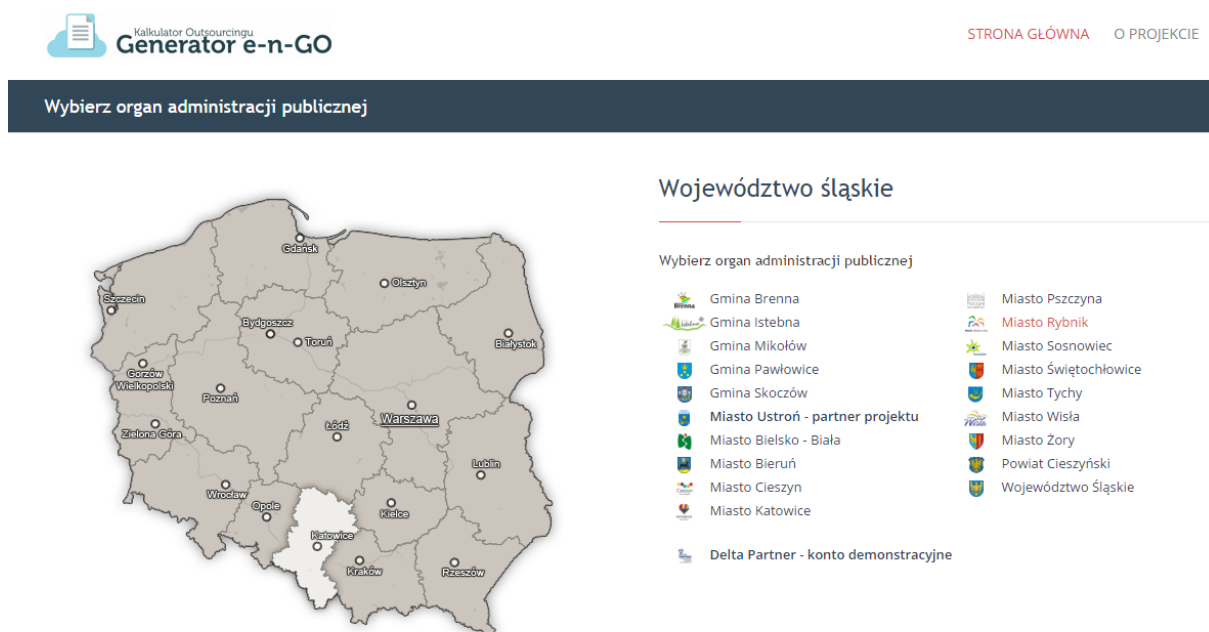 Kalkulator Outsourcingu
Generator e-n-GO
STRONA GŁÓWNA O PROJEKCIE
Wybierz organ administracji publicznej
Województwo śląskie
Wybierz organ administracji publicznej
Gmina Brenna
Gmina Istebna
Gmina Mikołów
Gmina Pawłowice
Gmina Skoczów
Miasto Ustroń - partner projektu
Miasto Bielsko - Biała
Miasto Bieruń
Miasto Cieszyn
Miasto Katowice
Miasto Pszczyna
Miasto Rybnik
Miasto Sosnowiec
Miasto Świętochłowice
Miasto Tychy
Miasto Wisła
Miasto Żory
Powiat Cieszyński
Województwo Śląskie
Delta Partner - konto demonstracyjne
Gdańsk
Olsztyn
Szczecin
Bydgoszcz
Toruń
Białystok
Gorzów
Wielkopolski
Poznań
Warszawa
Zielona Góra
Łódź
Lublin
Wrocław
Opole
Kielce
Katowice
Kraków
Rzeszów